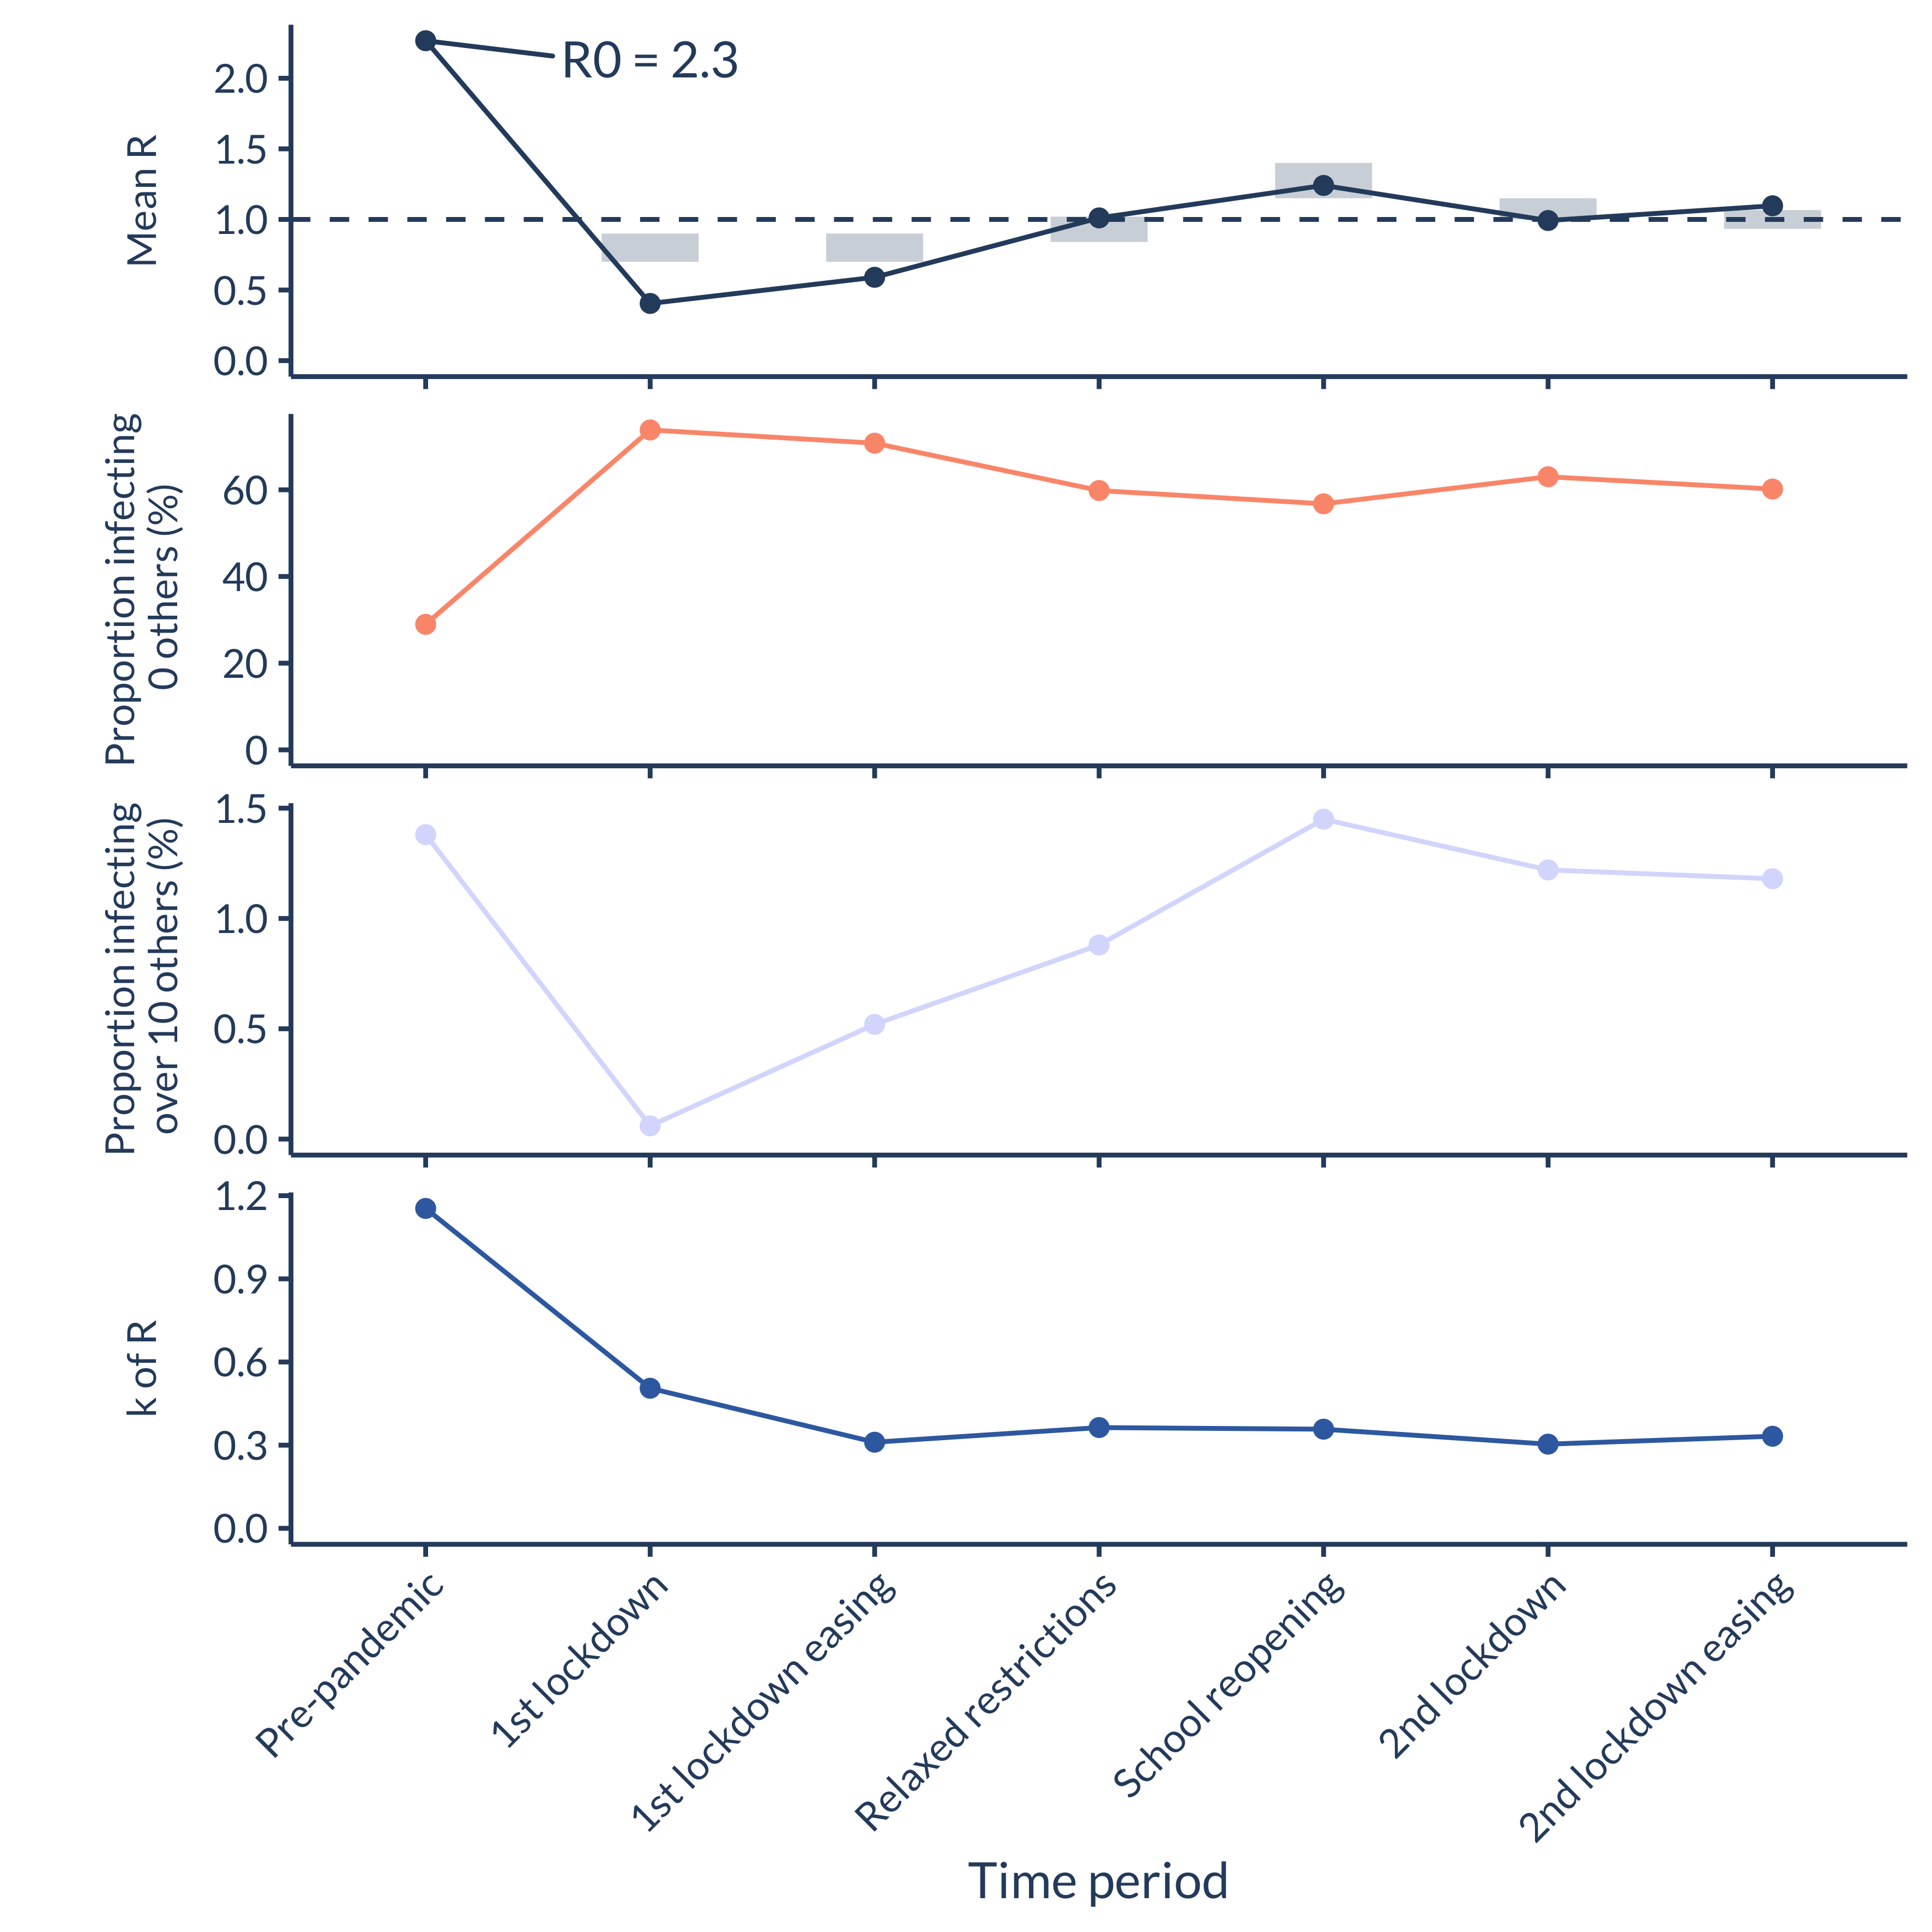 R0 = 2.3
Mean R
2.0
1.5
1.0
0.5
0.0
Proportion infecting
0 others (%)
60
40
20
0
Proportion infecting
over 10 others (%)
1.5
1.0
0.5
0.0
k of R
1.2
0.9
0.6
0.3
0.0
Pre-pandemic
1st lockdown
1st lockdown easing
Relaxed restrictions
School reopening
2nd lockdown
2nd lockdown easing
Time period